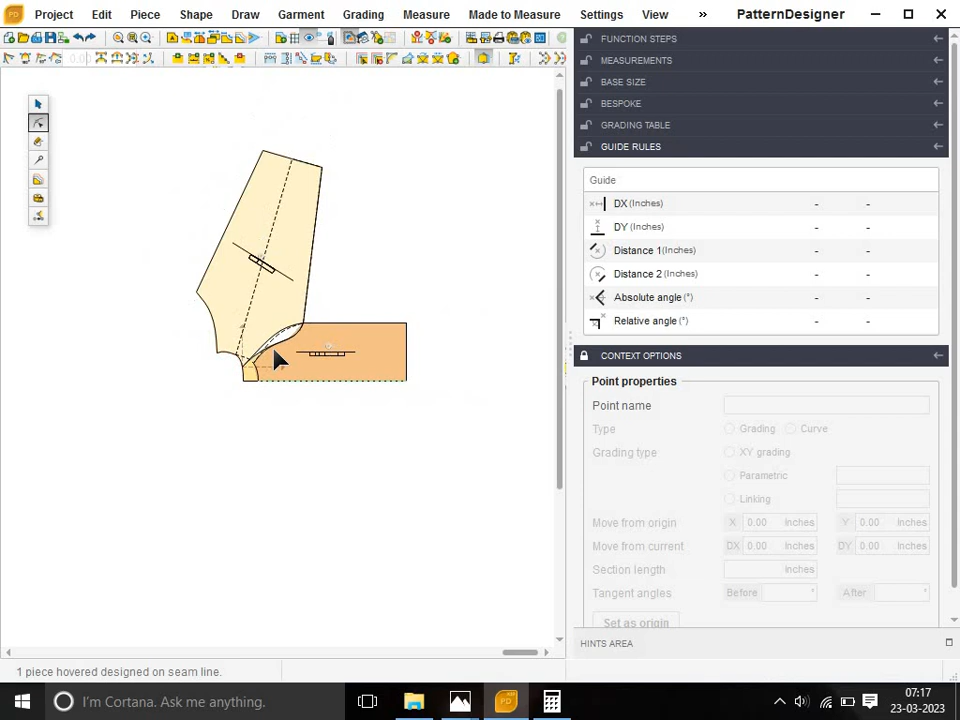 Project Edit Piece Shape Draw Garment Grading Measure Made to Measure Settings View » PatternDesigner
FUNCTION STEPS
MEASUREMENTS
BASE SIZE
BESPOKE
GRADING TABLE
GUIDE RULES
Guide
DX (Inches) - -
DY (Inches) - -
Distance 1(Inches) - -
Distance 2 (Inches) - -
Absolute angle (°) - -
Relative angle (°) - -
CONTEXT OPTIONS
Point properties
Point name
Type Grading Curve
Grading type XY grading
Parametric
Linking
Move from origin X 0.00 Inches Y 0.00 Inches
Move from current DX 0.00 Inches DY 0.00 Inches
Section length Inches
Tangent angles Before ° After °
Set as origin
HINTS AREA
1 piece hovered designed on seam line.
I'm Cortana. Ask me anything.
07:17
23-03-2023